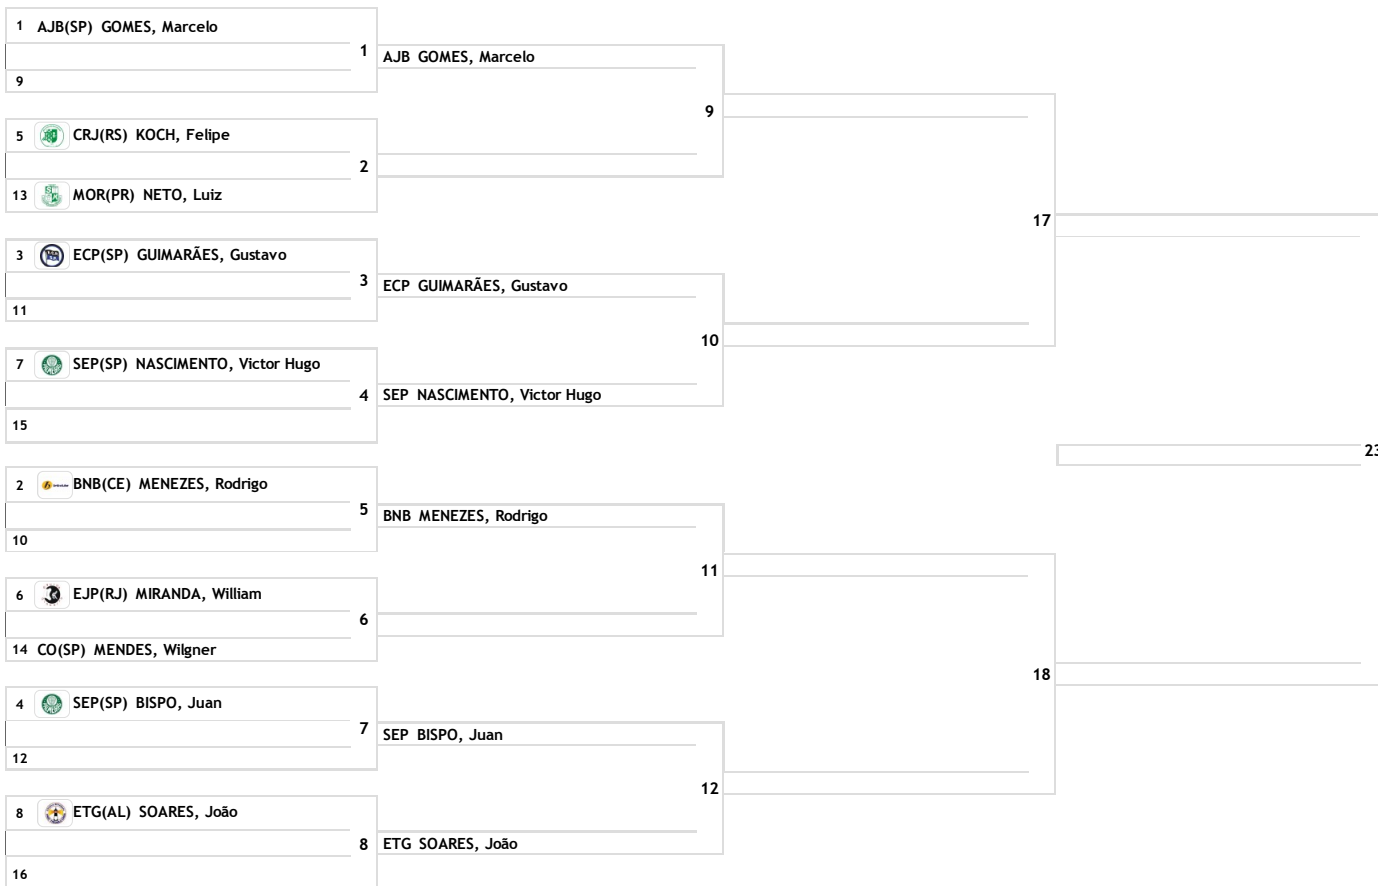 1 AJB(SP) GOMES, Marcelo
1
AJB GOMES, Marcelo
9
9
5 CRJ(RS) KOCH, Felipe
2
13 MOR(PR) NETO, Luiz
17
3 ECP(SP) GUIMARÃES, Gustavo
3
ECP GUIMARÃES, Gustavo
11
10
7 SEP(SP) NASCIMENTO, Victor Hugo
4
SEP NASCIMENTO, Victor Hugo
15
23
2 BNB(CE) MENEZES, Rodrigo
5
BNB MENEZES, Rodrigo
10
11
6 EJP(RJ) MIRANDA, William
6
14 CO(SP) MENDES, Wilgner
18
4 SEP(SP) BISPO, Juan
7
SEP BISPO, Juan
12
12
8 ETG(AL) SOARES, João
8
ETG SOARES, João
16